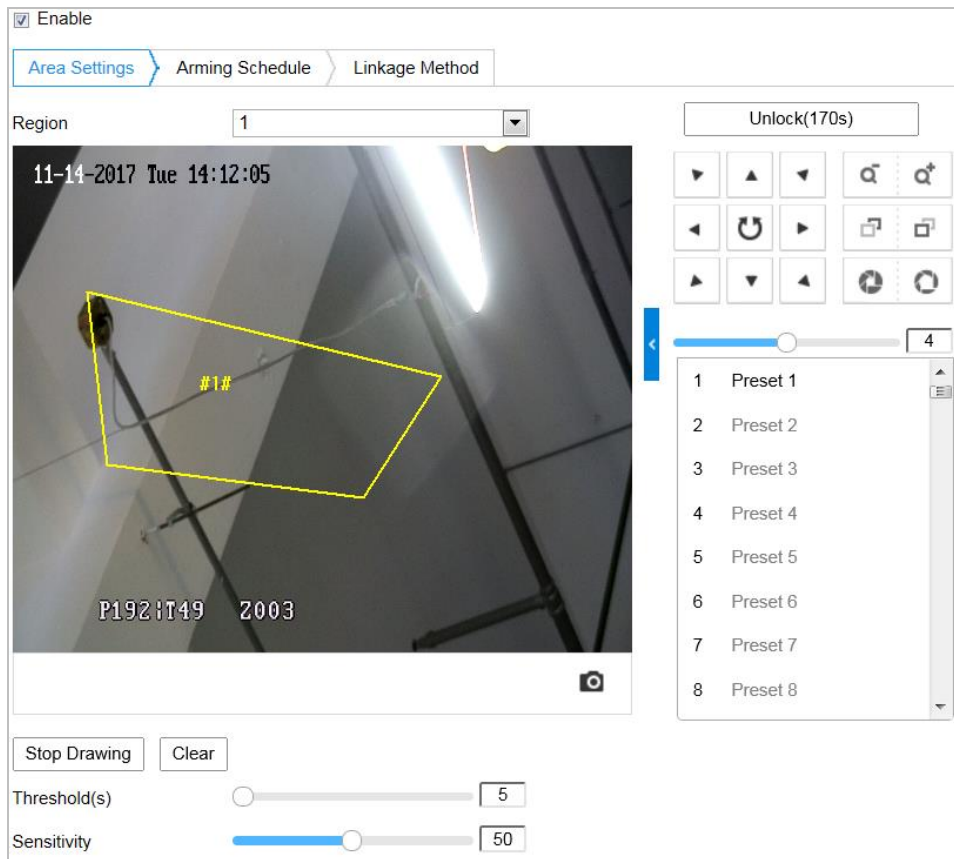 Enable
Area Settings
Arming Schedule
Linkage Method
Region
1
Unlock(170s)
11-14-2017 Tue 14:12:05
#1#
P192|T49 Z003
4
1 Preset 1
2 Preset 2
3 Preset 3
4 Preset 4
5 Preset 5
6 Preset 6
7 Preset 7
8 Preset 8
Stop Drawing
Clear
Threshold(s)
5
Sensitivity
50